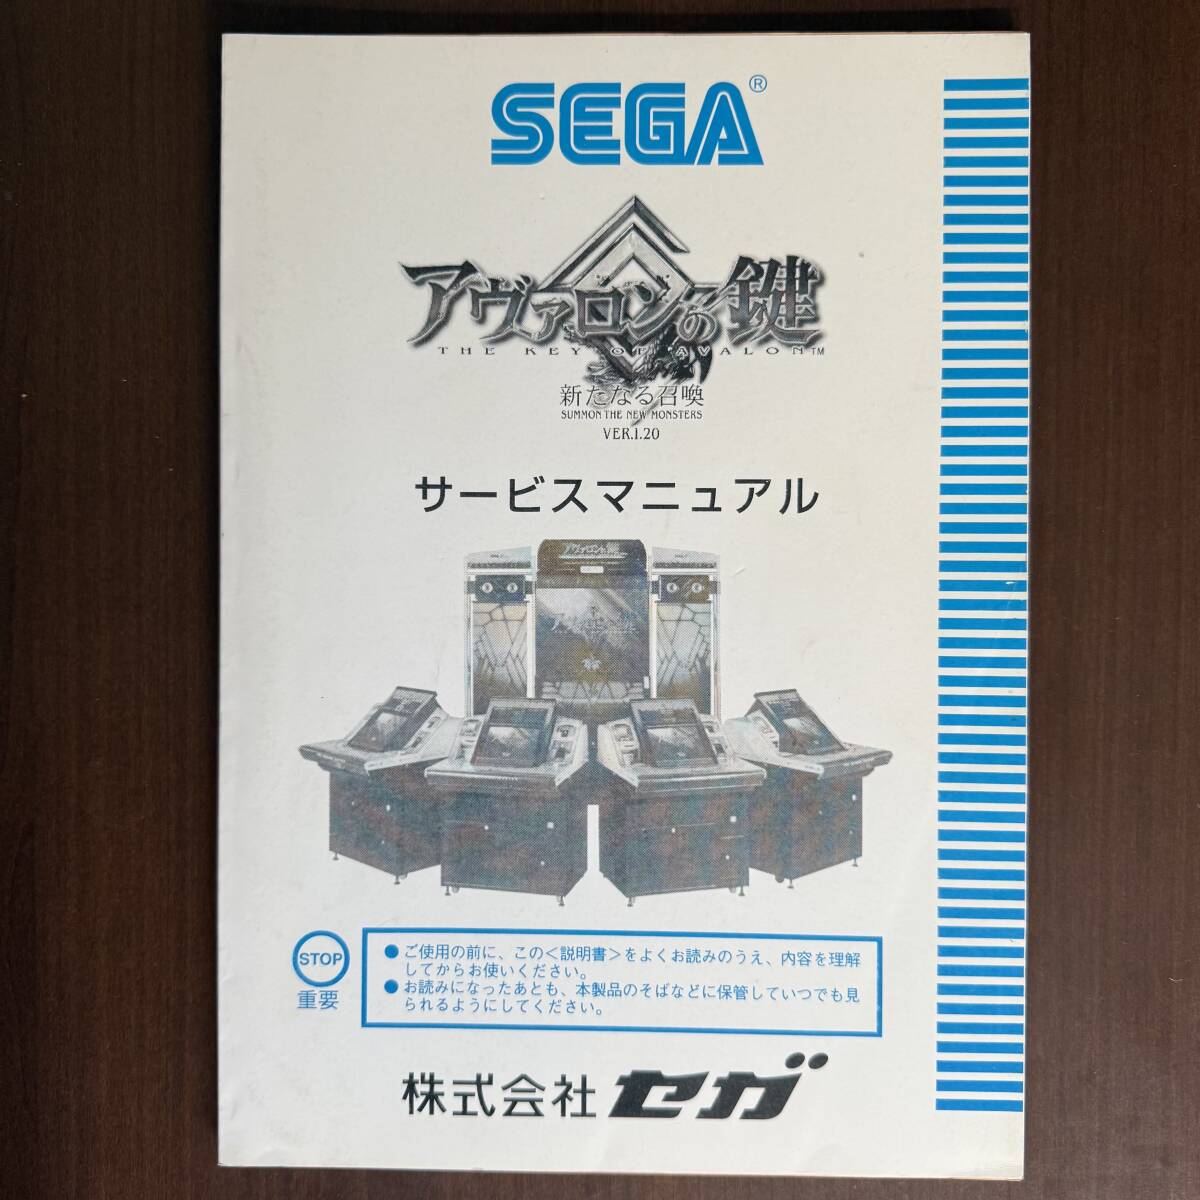 SEGA®
アヴァロンの鍵
THE KEY OF AVALON™
新たなる召喚
SUMMON THE NEW MONSTERS
VER.1.20
サービスマニュアル
STOP
重要
●ご使用の前に、この<説明書>をよくお読みのうえ、内容を理解
してからお使いください。
●お読みになったあとも、本製品のそばなどに保管していつでも見
られるようにしてください。
株式会社 セガ